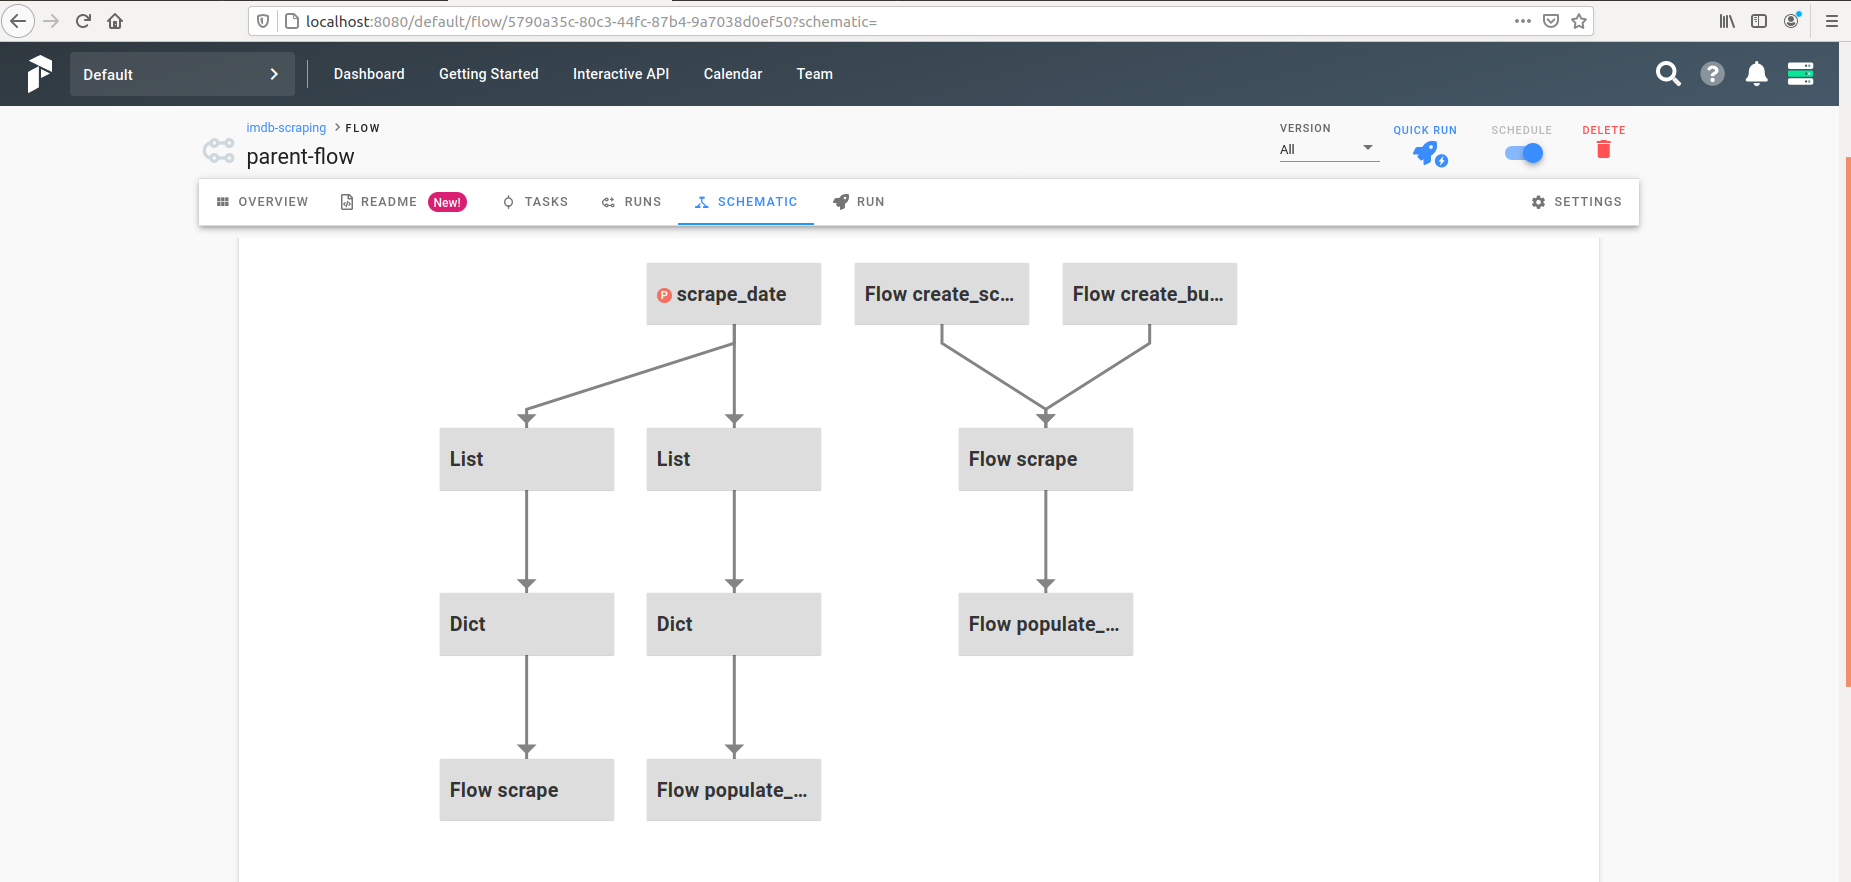 localhost:8080/default/flow/5790a35c-80c3-44fc-87b4-9a7038d0ef50?schematic=
Default
Dashboard
Getting Started
Interactive API
Calendar
Team
?
imdb-scraping > FLOW
parent-flow
VERSION
All
QUICK RUN
SCHEDULE
DELETE
OVERVIEW
README New!
TASKS
RUNS
SCHEMATIC
RUN
SETTINGS
P scrape_date
Flow create_sc...
Flow create_bu...
List
List
Flow scrape
Dict
Dict
Flow populate_...
Flow scrape
Flow populate_...